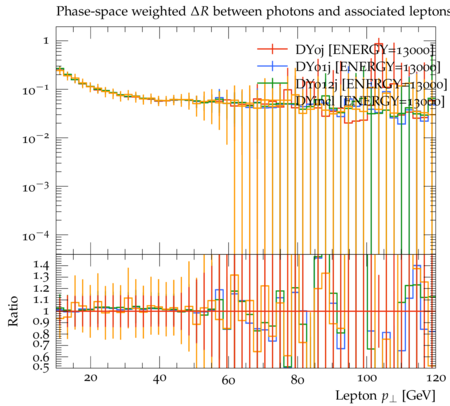 Phase-space weighted ΔR between photons and associated leptons
DY0j [ENERGY=13000]
DY01j [ENERGY=13000]
DY012j [ENERGY=13000]
DYincl [ENERGY=13000]
1
10⁻¹
10⁻²
10⁻³
10⁻⁴
1.4
1.3
1.2
1.1
1
0.9
0.8
0.7
0.6
0.5
Ratio
20 40 60 80 100 120
Lepton p⊥ [GeV]